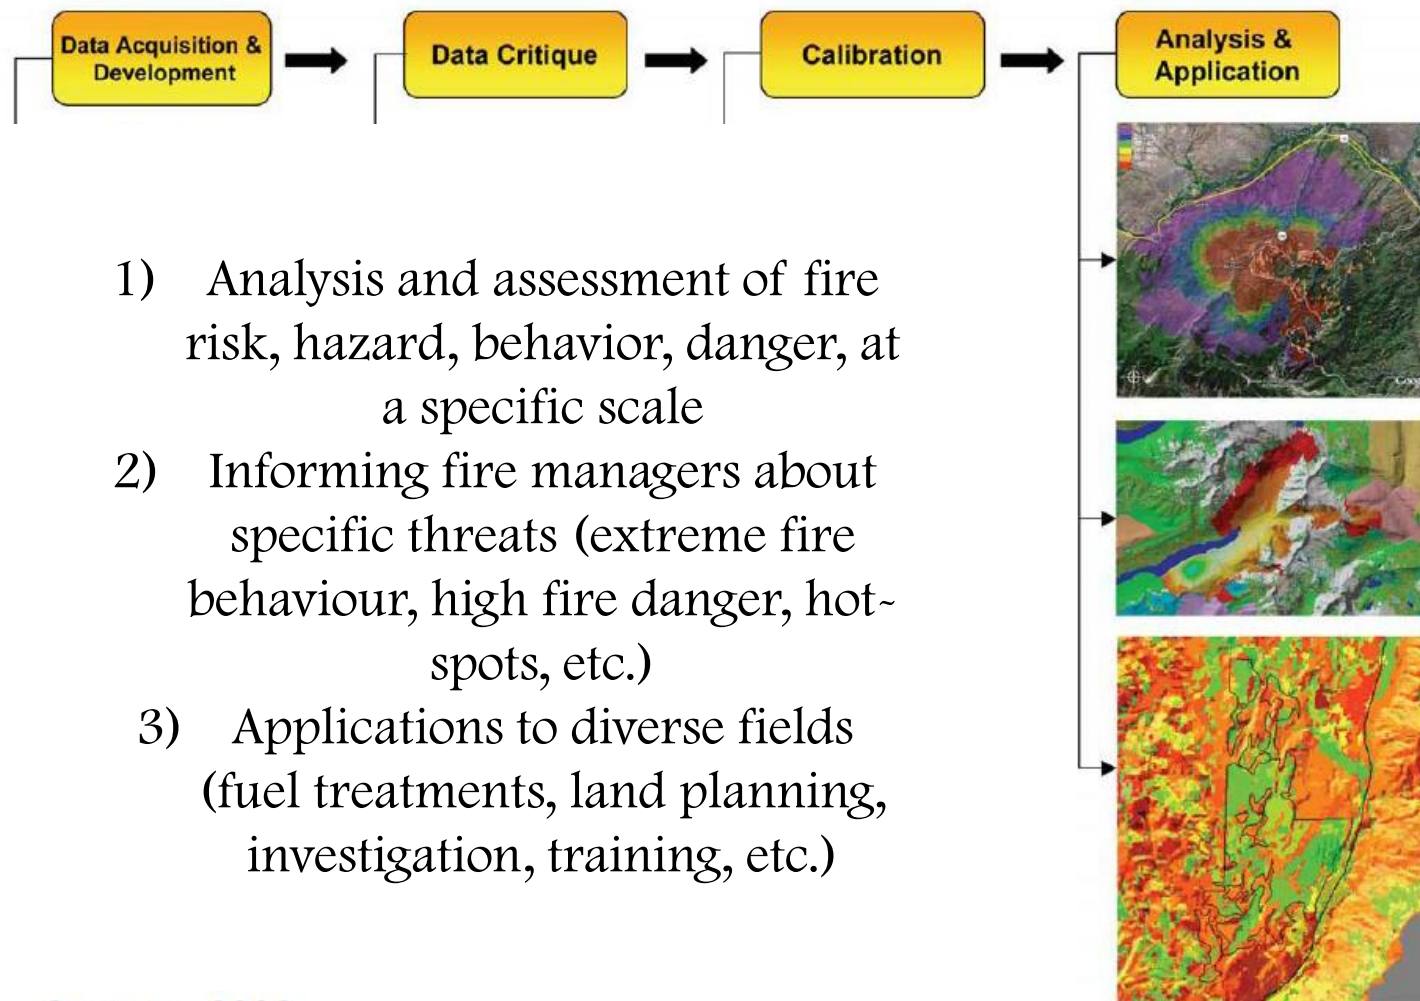 Data Acquisition &
Development
Data Critique
Calibration
Analysis &
Application
1) Analysis and assessment of fire
risk, hazard, behavior, danger, at
a specific scale
2) Informing fire managers about
specific threats (extreme fire
behaviour, high fire danger, hot-
spots, etc.)
3) Applications to diverse fields
(fuel treatments, land planning,
investigation, training, etc.)